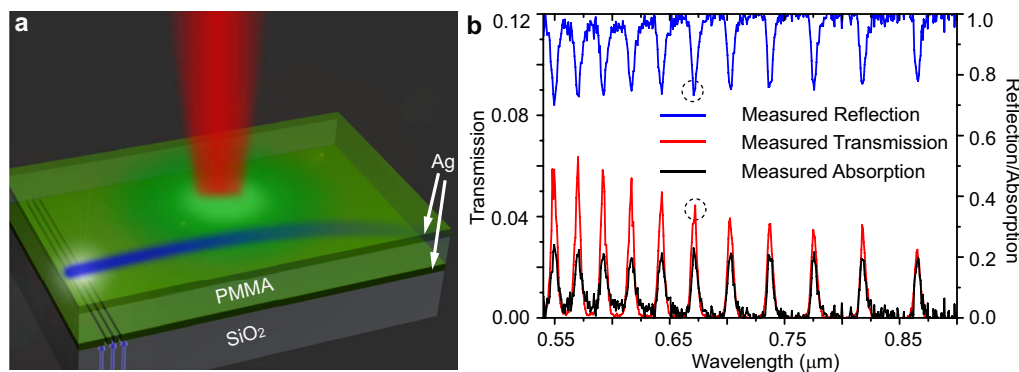 a
Ag
PMMA
SiO₂
b
0.12
0.08
0.04
0.00
Transmission
1.0
0.8
0.6
0.4
0.2
0.0
Reflection/Absorption
Measured Reflection
Measured Transmission
Measured Absorption
0.55 0.65 0.75 0.85
Wavelength (μm)